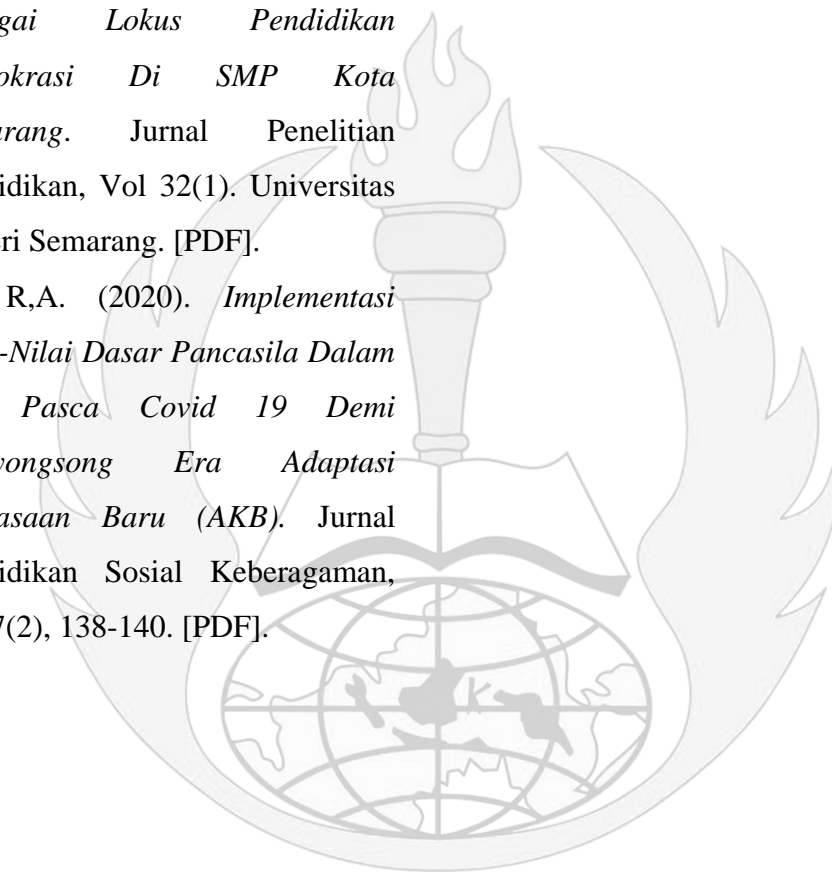 gai Lokus Pendidikan
okrasi Di SMP Kota
arang. Jurnal Penelitian
idikan, Vol 32(1). Universitas
eri Semarang. [PDF].
R,A. (2020). Implementasi
-Nilai Dasar Pancasila Dalam
Pasca Covid 19 Demi
yongsong Era Adaptasi
asaan Baru (AKB). Jurnal
idikan Sosial Keberagaman,
7(2), 138-140. [PDF].